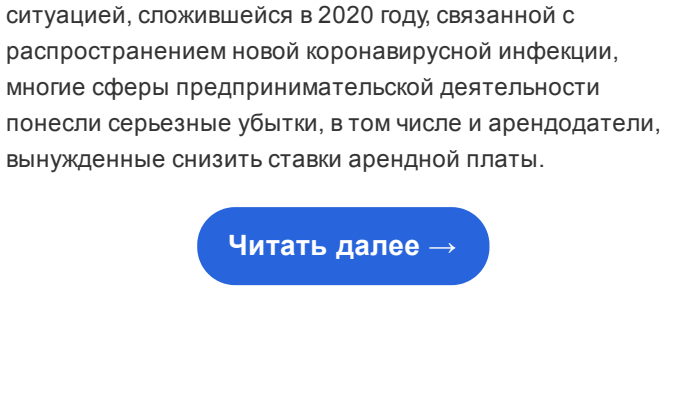 ситуацией, сложившейся в 2020 году, связанной с
распространением новой коронавирусной инфекции,
многие сферы предпринимательской деятельности
понесли серьезные убытки, в том числе и арендодатели,
вынужденные снизить ставки арендной платы.
Читать далее →